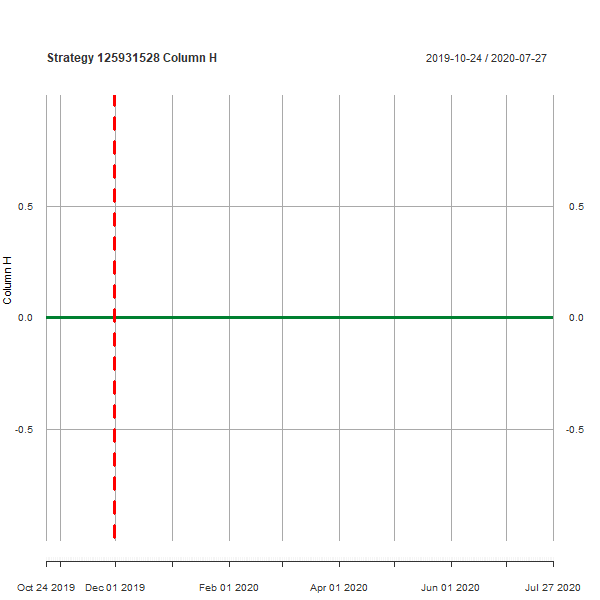 Strategy 125931528 Column H 2019-10-24 / 2020-07-27
0.5 0.5
Column H
0.0 0.0
-0.5 -0.5
Oct 24 2019 Dec 01 2019 Feb 01 2020 Apr 01 2020 Jun 01 2020 Jul 27 2020